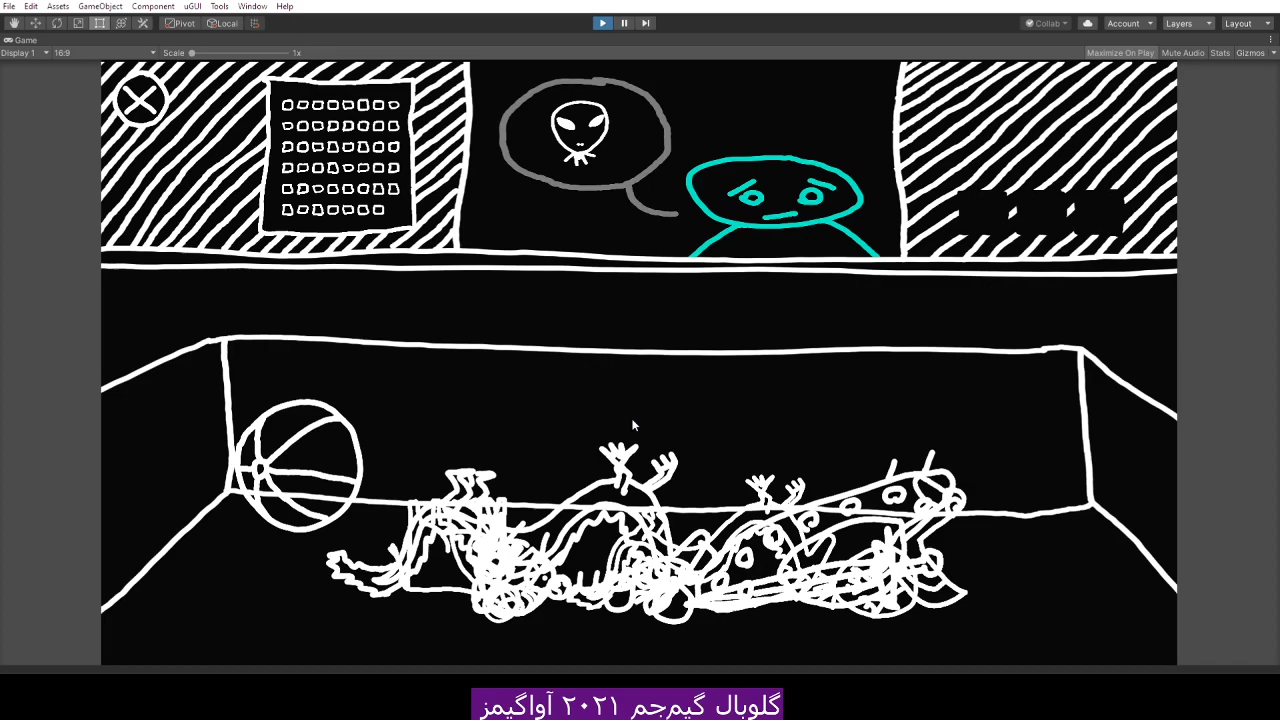 File Edit Assets GameObject Component uGUI Tools Window Help
Pivot Local Collab Account Layers Layout
Game
Display 1 16:9 Scale 1x Maximize On Play Mute Audio Stats Gizmos
گلوبال گیم‌جم ۲۰۲۱ آواگیمز